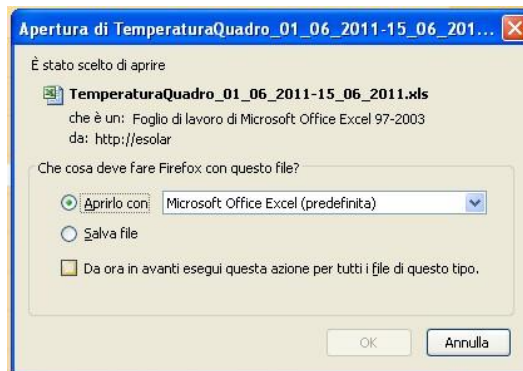 Apertura di TemperaturaQuadro_01_06_2011-15_06_201...
È stato scelto di aprire
TemperaturaQuadro_01_06_2011-15_06_2011.xls
che è un: Foglio di lavoro di Microsoft Office Excel 97-2003
da: http://esolar
Che cosa deve fare Firefox con questo file?
Aprirlo con Microsoft Office Excel (predefinita)
Salva file
Da ora in avanti esegui questa azione per tutti i file di questo tipo.
OK Annulla